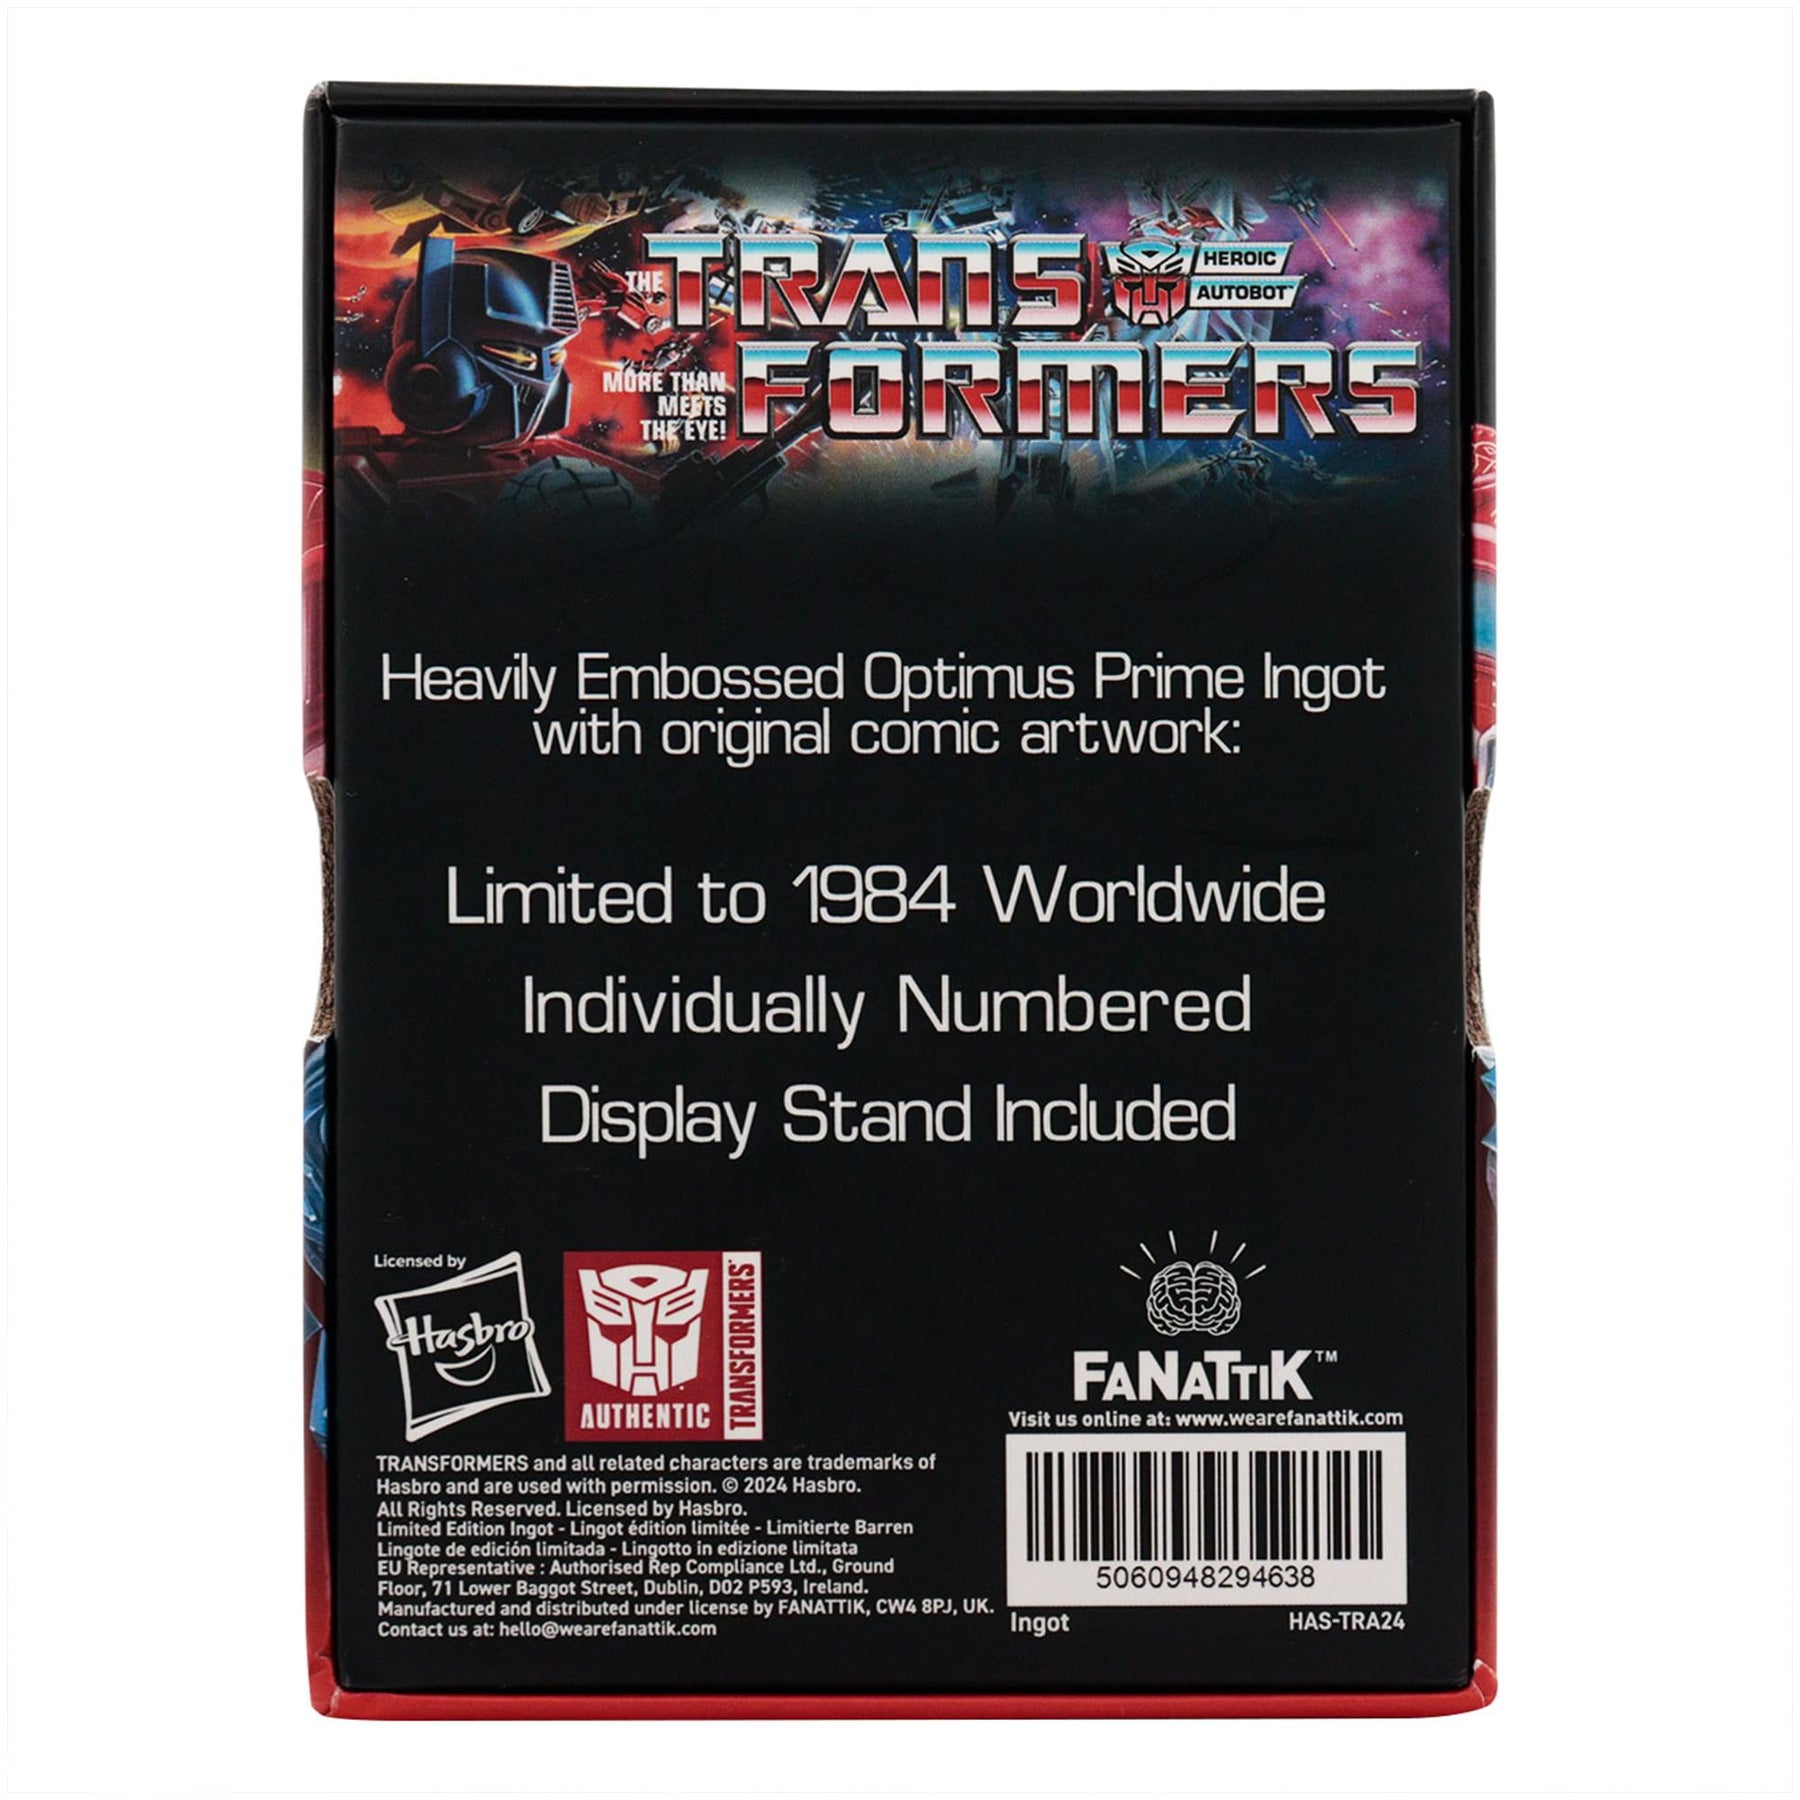 THE TRANS
HEROIC
AUTOBOT™
MORE THAN
MEETS
THE EYE!
FORMERS
Heavily Embossed Optimus Prime Ingot
with original comic artwork:
Limited to 1984 Worldwide
Individually Numbered
Display Stand Included
Licensed by
Hasbro
AUTHENTIC
TRANSFORMERS
TRANSFORMERS and all related characters are trademarks of
Hasbro and are used with permission. © 2024 Hasbro.
All Rights Reserved. Licensed by Hasbro.
Limited Edition Ingot - Lingot édition limitée - Limitierte Barren
Lingote de edición limitada - Lingotto in edizione limitata
EU Representative : Authorised Rep Compliance Ltd., Ground
Floor, 71 Lower Baggot Street, Dublin, D02 P593, Ireland.
Manufactured and distributed under license by FANATTIK, CW4 8PJ, UK.
Contact us at: hello@wearefanattik.com
FANATTIK™
Visit us online at: www.wearefanattik.com
5060948294638
Ingot HAS-TRA24